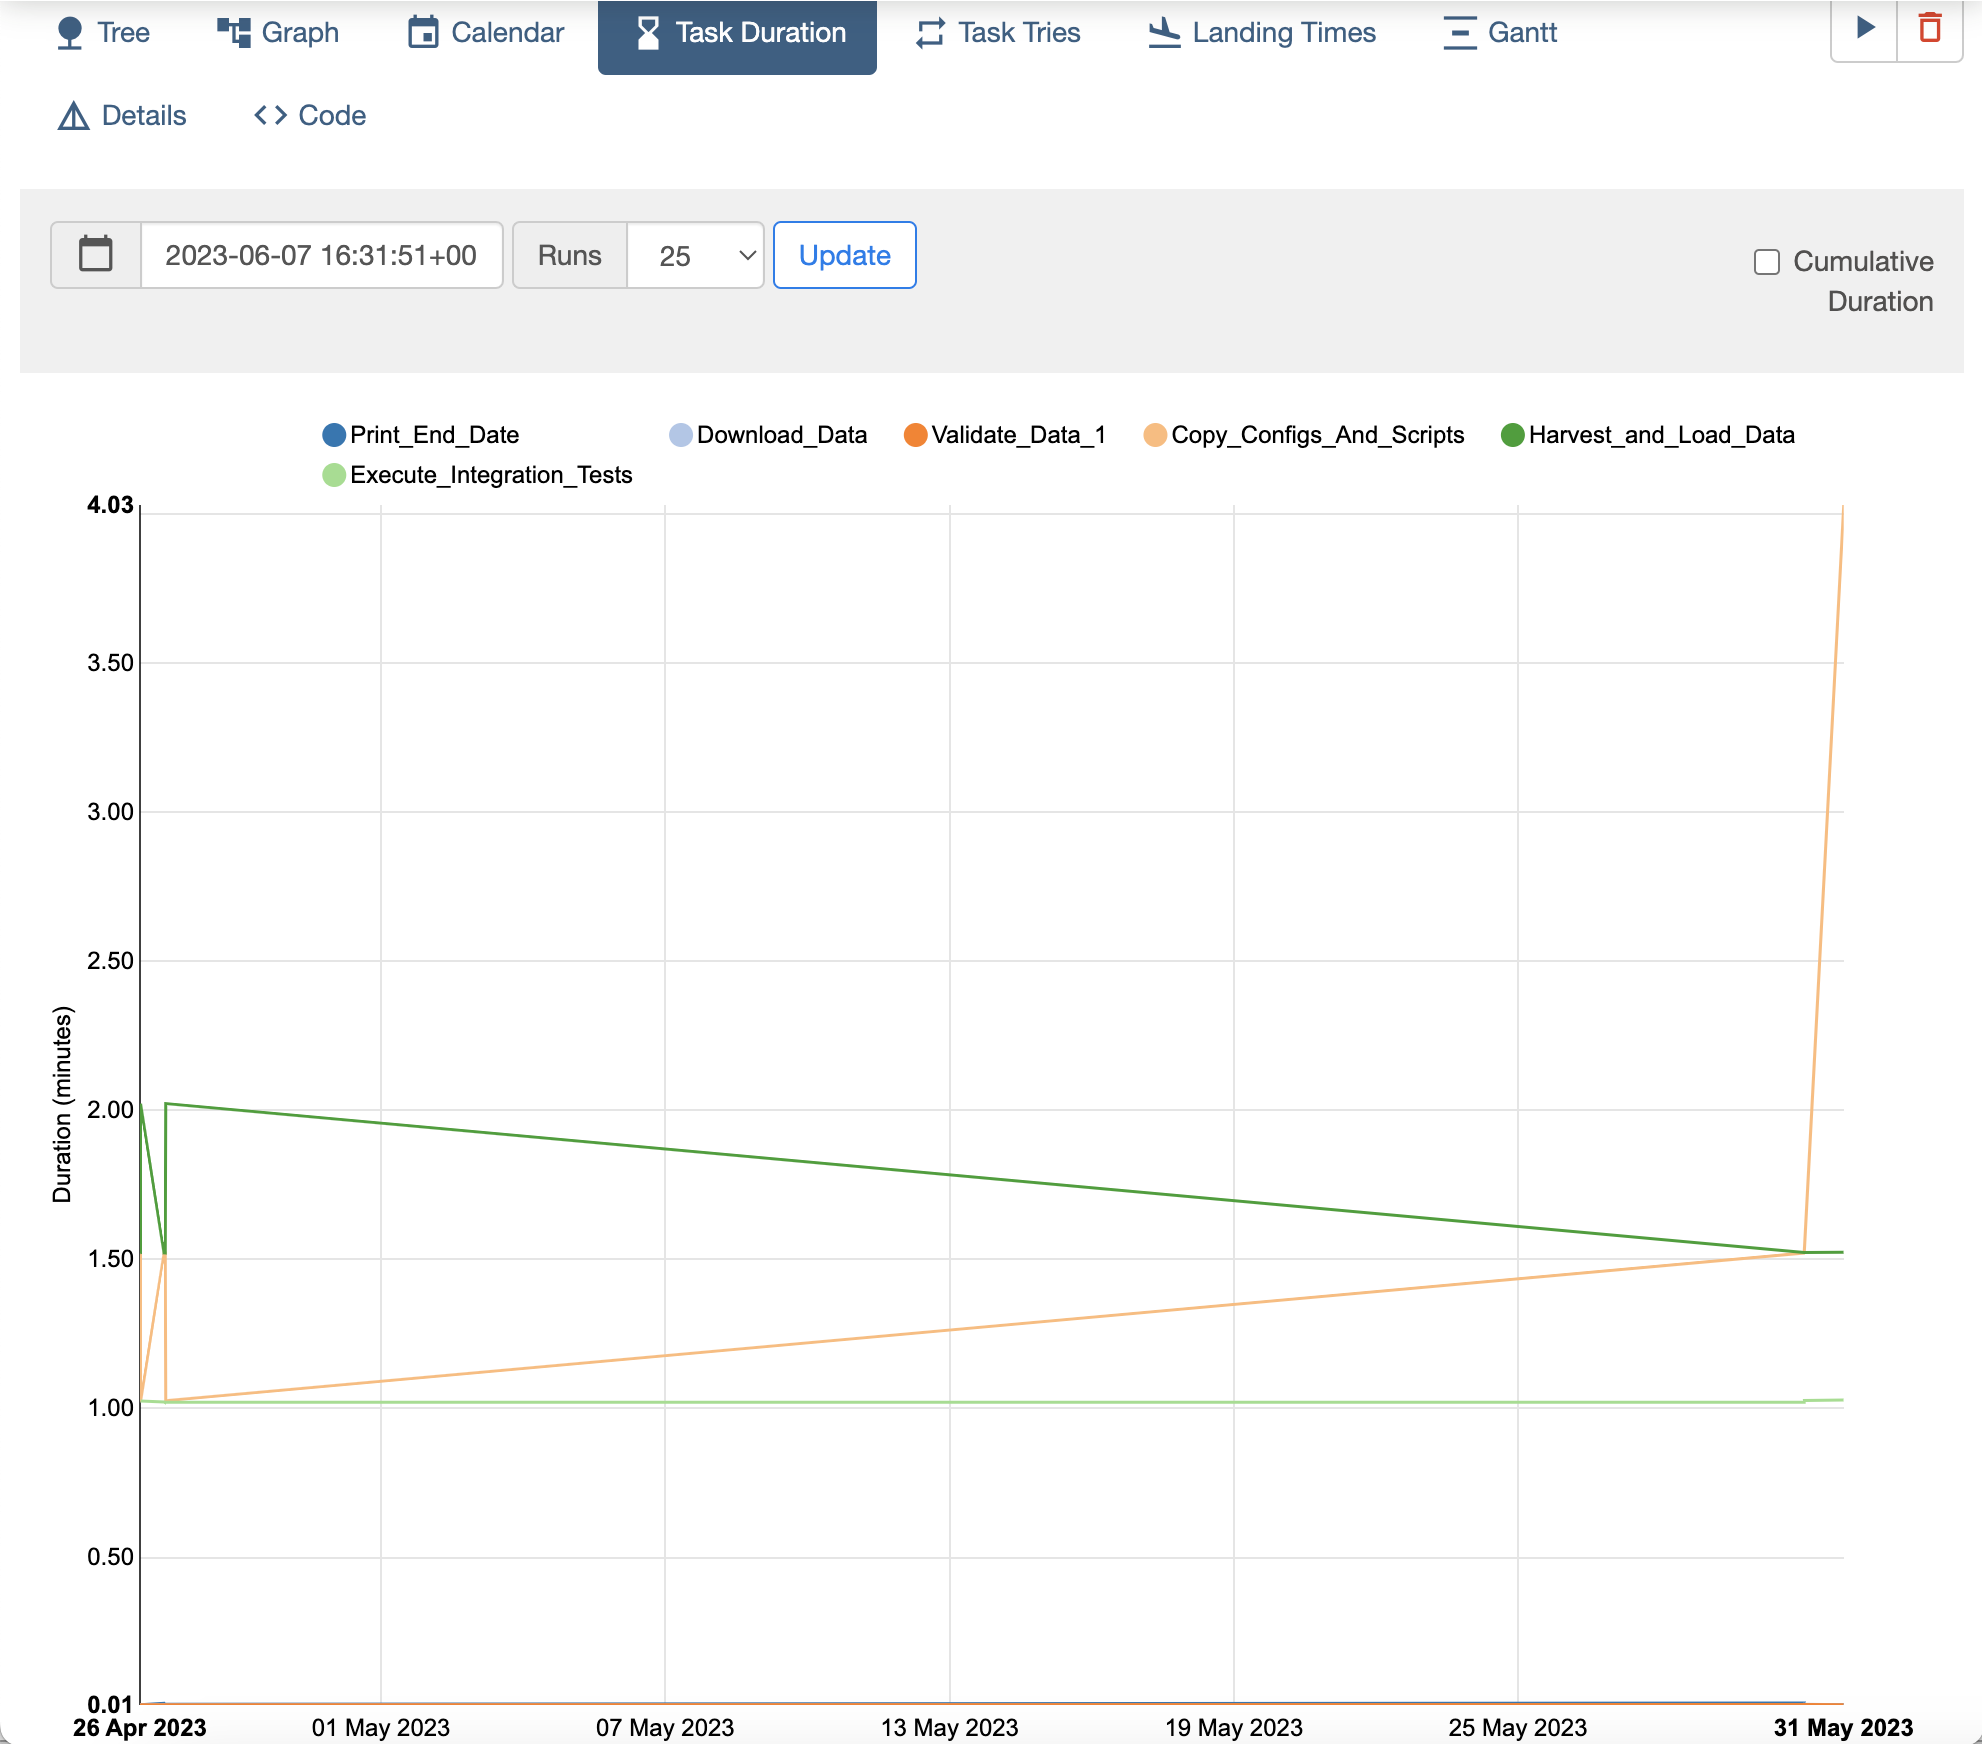 Tree Graph Calendar Task Duration Task Tries Landing Times Gantt
Details Code
2023-06-07 16:31:51+00 Runs 25 Update Cumulative
Duration
Print_End_Date Download_Data Validate_Data_1 Copy_Configs_And_Scripts Harvest_and_Load_Data
Execute_Integration_Tests
4.03
3.50
3.00
2.50
2.00
1.50
1.00
0.50
0.01
Duration (minutes)
26 Apr 2023 01 May 2023 07 May 2023 13 May 2023 19 May 2023 25 May 2023 31 May 2023